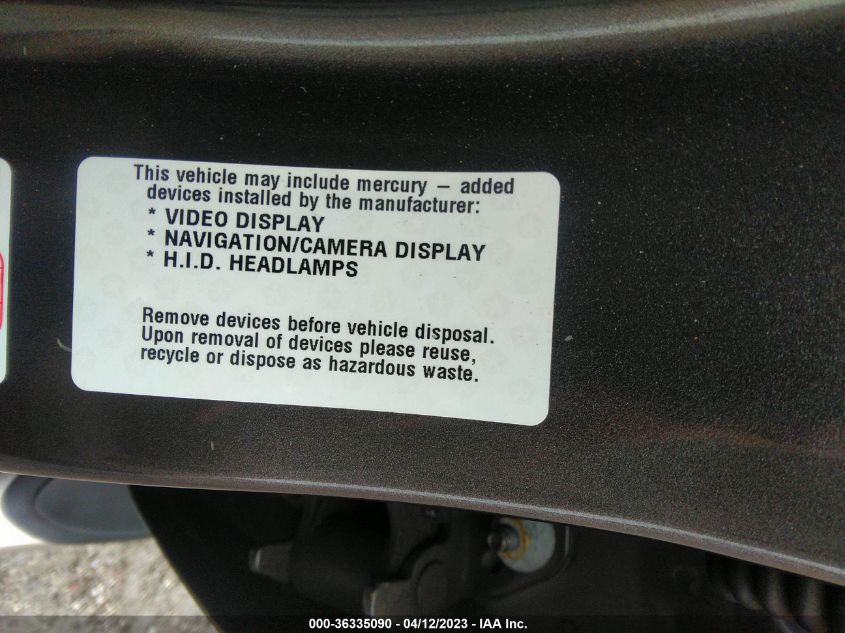 This vehicle may include mercury — added
devices installed by the manufacturer:
* VIDEO DISPLAY
* NAVIGATION/CAMERA DISPLAY
* H.I.D. HEADLAMPS
Remove devices before vehicle disposal.
Upon removal of devices please reuse,
recycle or dispose as hazardous waste.
000-36335090 - 04/12/2023 - IAA Inc.